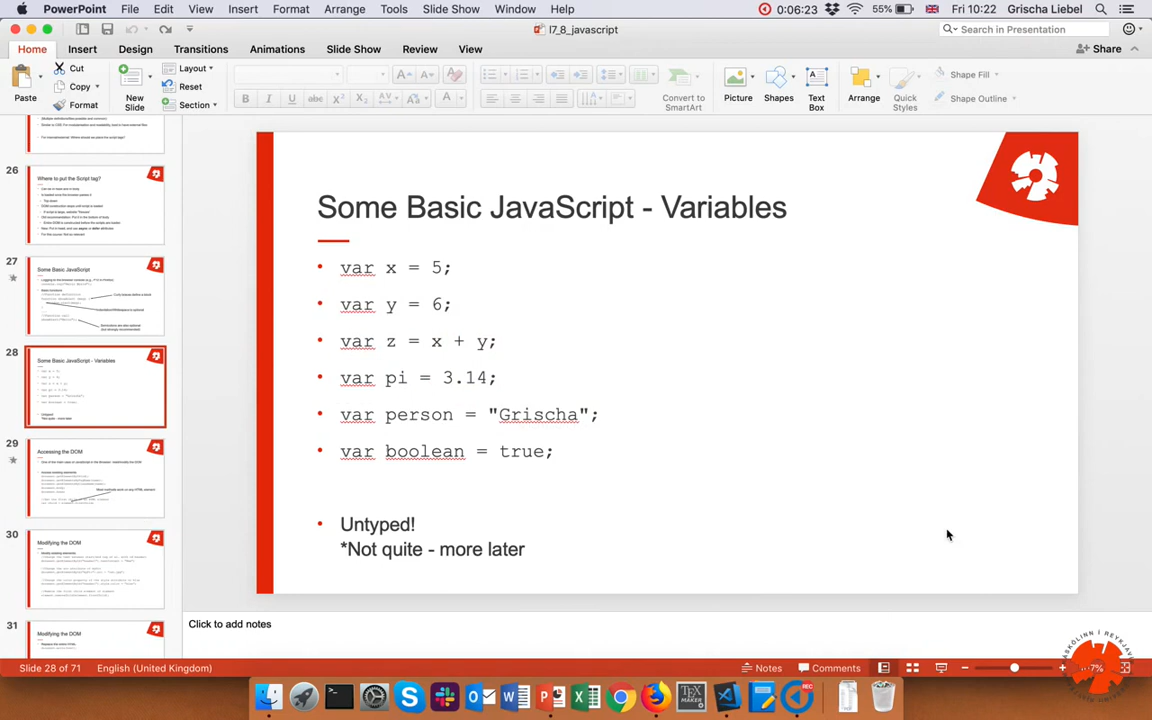 PowerPoint File Edit View Insert Format Arrange Tools Slide Show Window Help 0:06:23 55% Fri 10:22 Grischa Liebel
l7_8_javascript Search in Presentation
Home Insert Design Transitions Animations Slide Show Review View Share
Paste Cut Copy Format
New Slide Layout Reset Section
B I U abc X² X₂ AV Aa A
Convert to SmartArt Picture Shapes Text Box Arrange Quick Styles Shape Fill Shape Outline
26
Where to put the Script tag?
27
Some Basic JavaScript
28
Some Basic JavaScript - Variables
29
Accessing the DOM
30
Modifying the DOM
31
Modifying the DOM
Some Basic JavaScript - Variables
• var x = 5;
• var y = 6;
• var z = x + y;
• var pi = 3.14;
• var person = "Grischa";
• var boolean = true;
• Untyped!
*Not quite - more later
Click to add notes
Slide 28 of 71 English (United Kingdom) Notes Comments